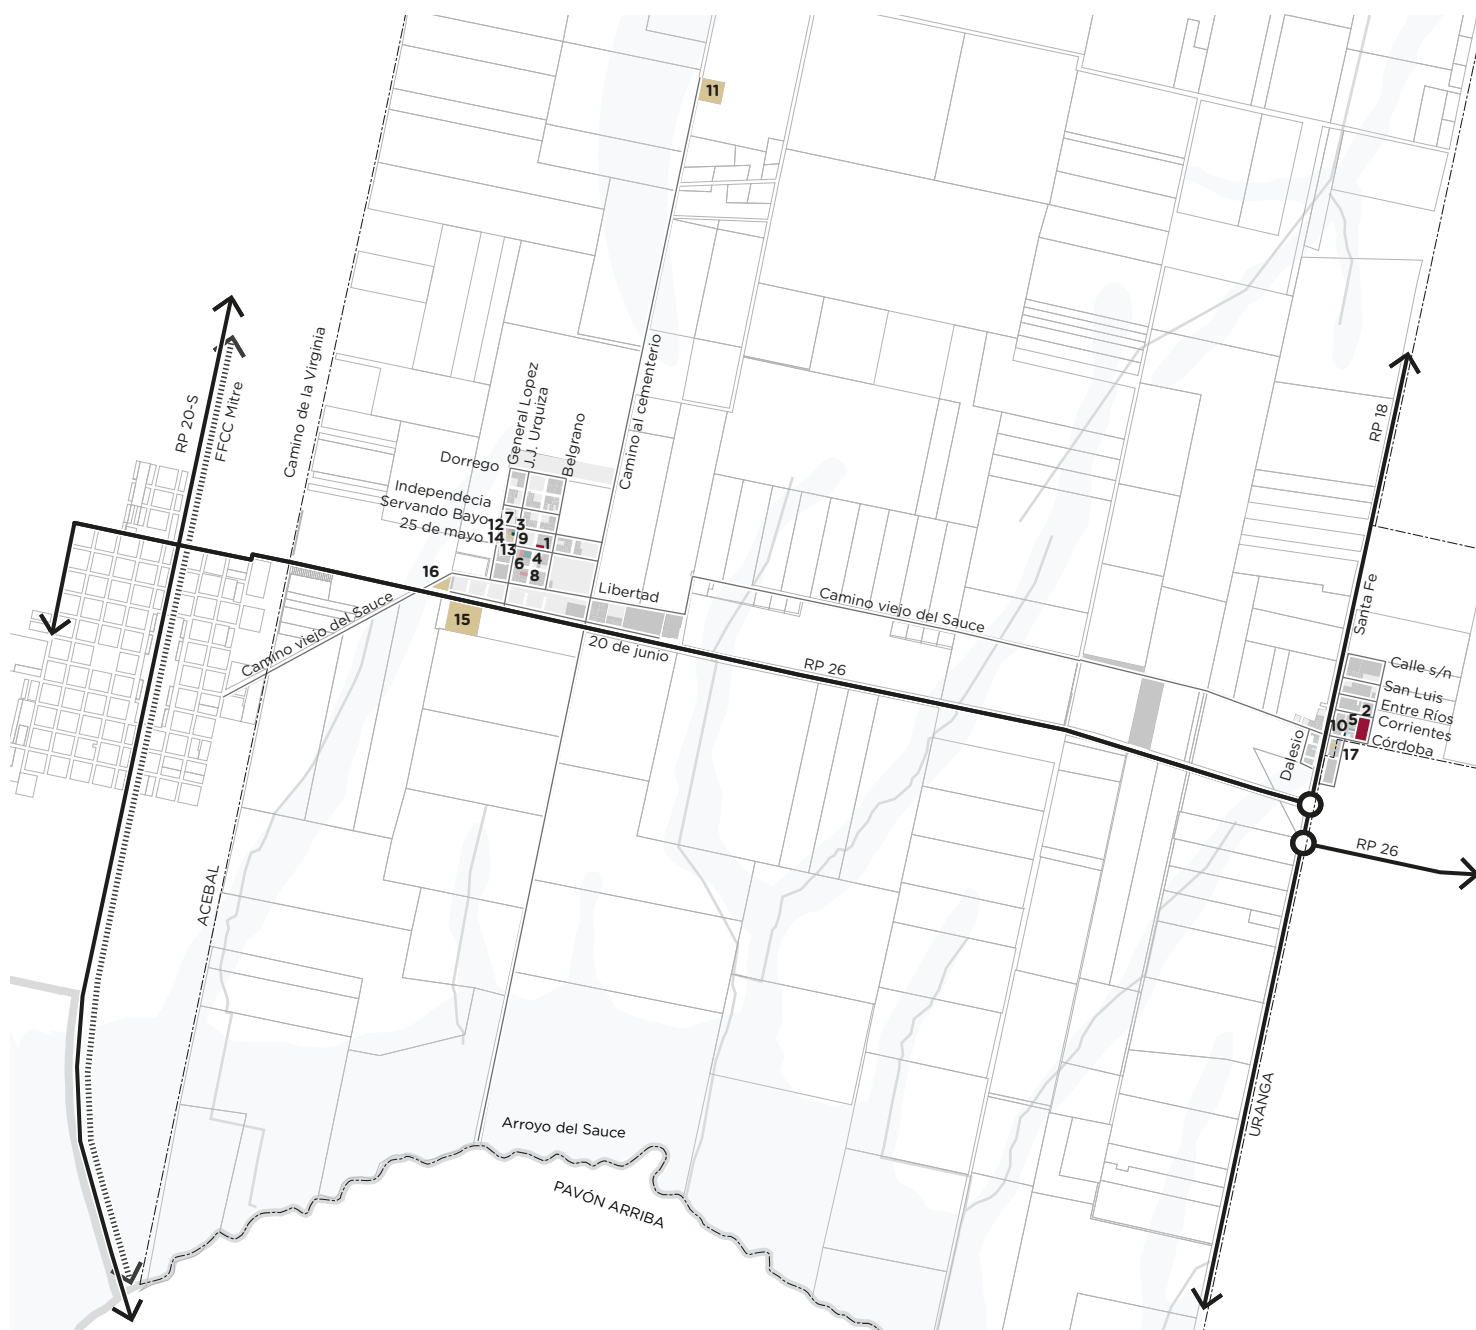 11
RP 20-S
FFCC Mitre
Camino de la Virginia
General Lopez
J.J. Urquiza
Belgrano
Camino al cementerio
RP 18
Dorrego
Independecia
Servando Bayo
25 de mayo
7
12
3
14
9
13
1
6
4
8
16
15
Libertad
20 de junio
Camino viejo del Sauce
Camino viejo del Sauce
RP 26
Santa Fe
Calle s/n
San Luis
Entre Ríos
Corrientes
Córdoba
2
5
10
17
Dalesio
RP 26
ACEBAL
URANGA
Arroyo del Sauce
PAVÓN ARRIBA